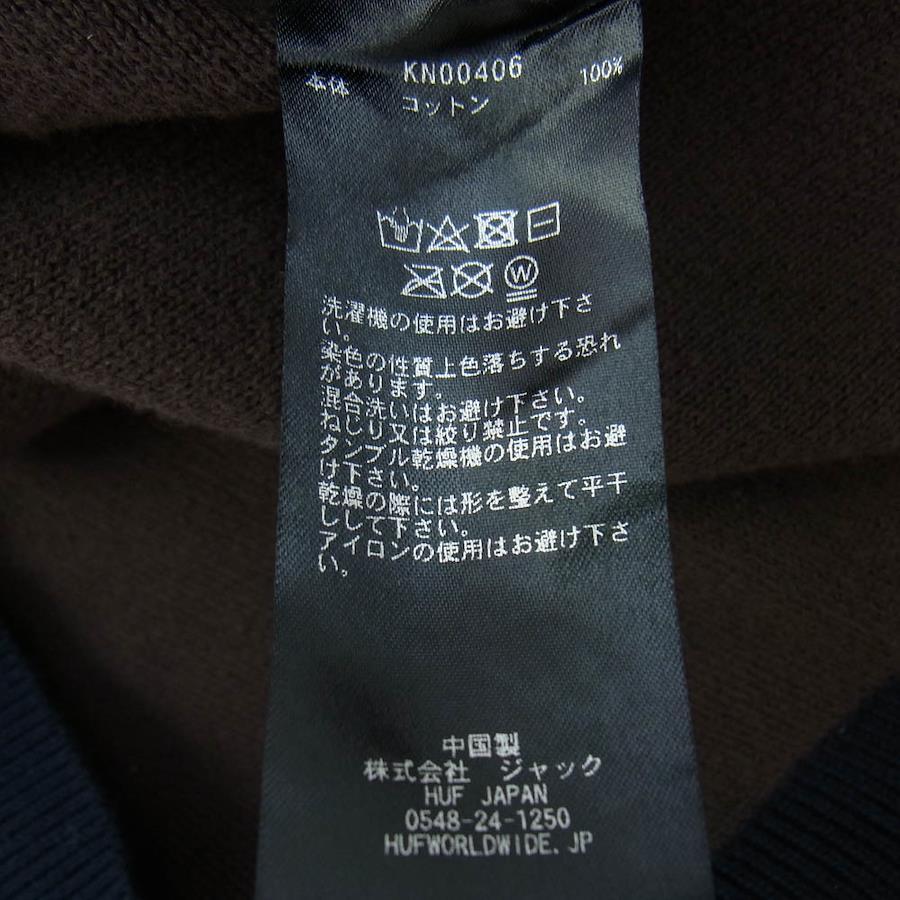 KN00406
本体 コットン 100%
W
洗濯機の使用はお避け下さ
い。
染色の性質上色落ちする恐れ
があります。
混合洗いはお避け下さい。
ねじり又は絞り禁止です。
タンブル乾燥機の使用はお避
け下さい。
乾燥の際には形を整えて平干
しして下さい。
アイロンの使用はお避け下さ
い。
中国製
株式会社 ジャック
HUF JAPAN
0548-24-1250
HUFWORLDWIDE.JP